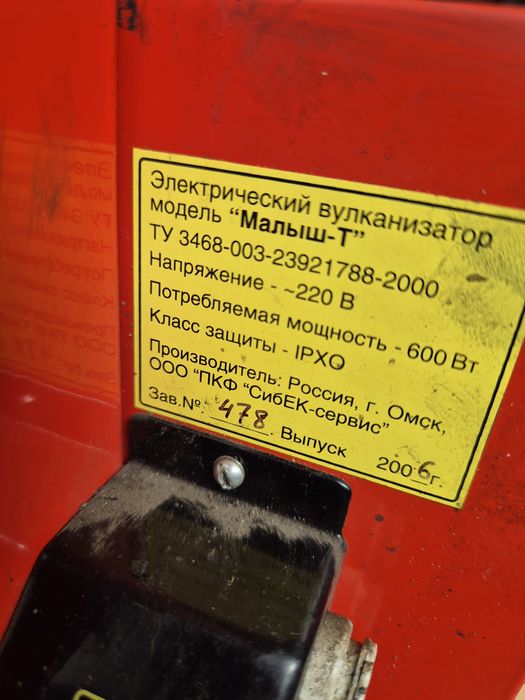 Электрический вулканизатор
модель “Малыш-Т”
ТУ 3468-003-23921788-2000
Напряжение - ~220 В
Потребляемая мощность - 600 Вт
Класс защиты - IPXO
Производитель: Россия, г. Омск,
ООО “ПКФ “СибЕК-сервис”
Зав.№ 478. Выпуск 2006г.